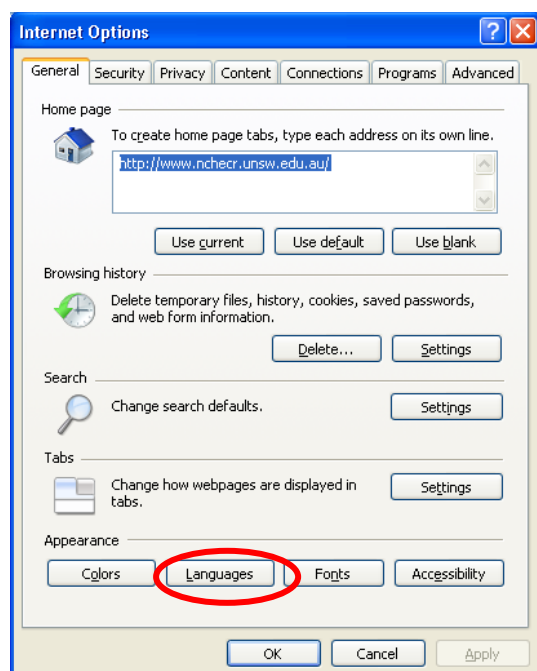 Internet Options
General Security Privacy Content Connections Programs Advanced
Home page
To create home page tabs, type each address on its own line.
http://www.nchecr.unsw.edu.au/
Use current Use default Use blank
Browsing history
Delete temporary files, history, cookies, saved passwords,
and web form information.
Delete... Settings
Search
Change search defaults. Settings
Tabs
Change how webpages are displayed in
tabs.
Settings
Appearance
Colors Languages Fonts Accessibility
OK Cancel Apply